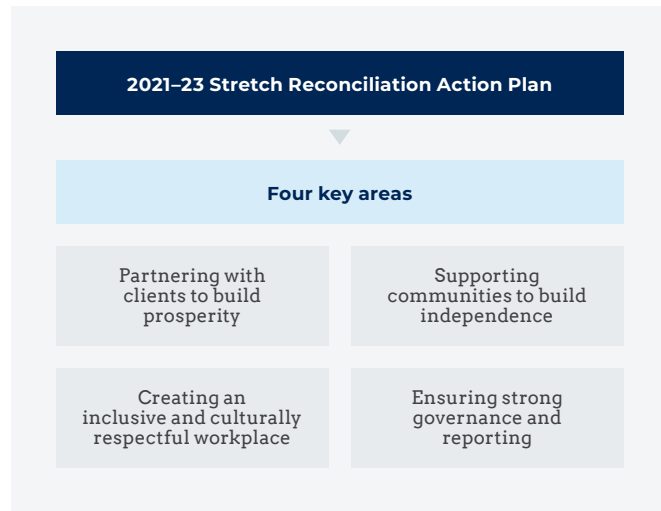 2021–23 Stretch Reconciliation Action Plan
Four key areas
Partnering with
clients to build
prosperity
Supporting
communities to build
independence
Creating an
inclusive and culturally
respectful workplace
Ensuring strong
governance and
reporting